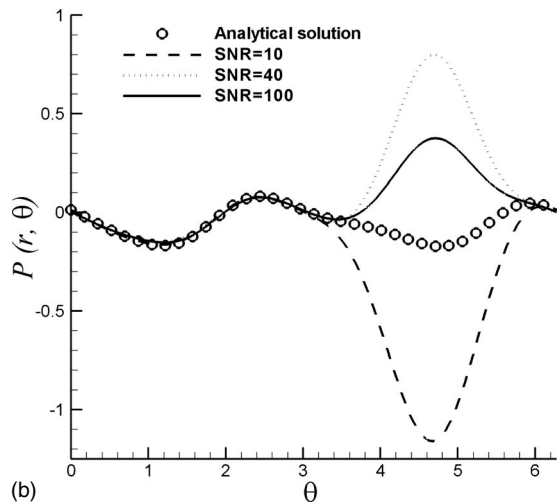 Analytical solution
SNR=10
SNR=40
SNR=100
1
0.5
0
-0.5
-1
P (r, θ)
0 1 2 3 4 5 6
θ
(b)